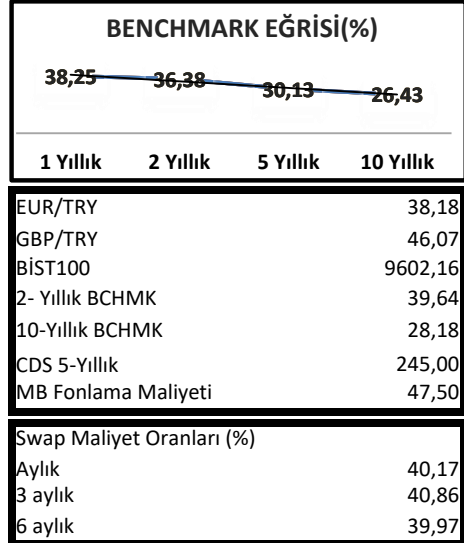 BENCHMARK EĞRİSİ(%)
38,25 36,38 30,13 26,43
1 Yıllık 2 Yıllık 5 Yıllık 10 Yıllık
EUR/TRY 38,18
GBP/TRY 46,07
BİST100 9602,16
2- Yıllık BCHMK 39,64
10-Yıllık BCHMK 28,18
CDS 5-Yıllık 245,00
MB Fonlama Maliyeti 47,50
Swap Maliyet Oranları (%)
Aylık 40,17
3 aylık 40,86
6 aylık 39,97